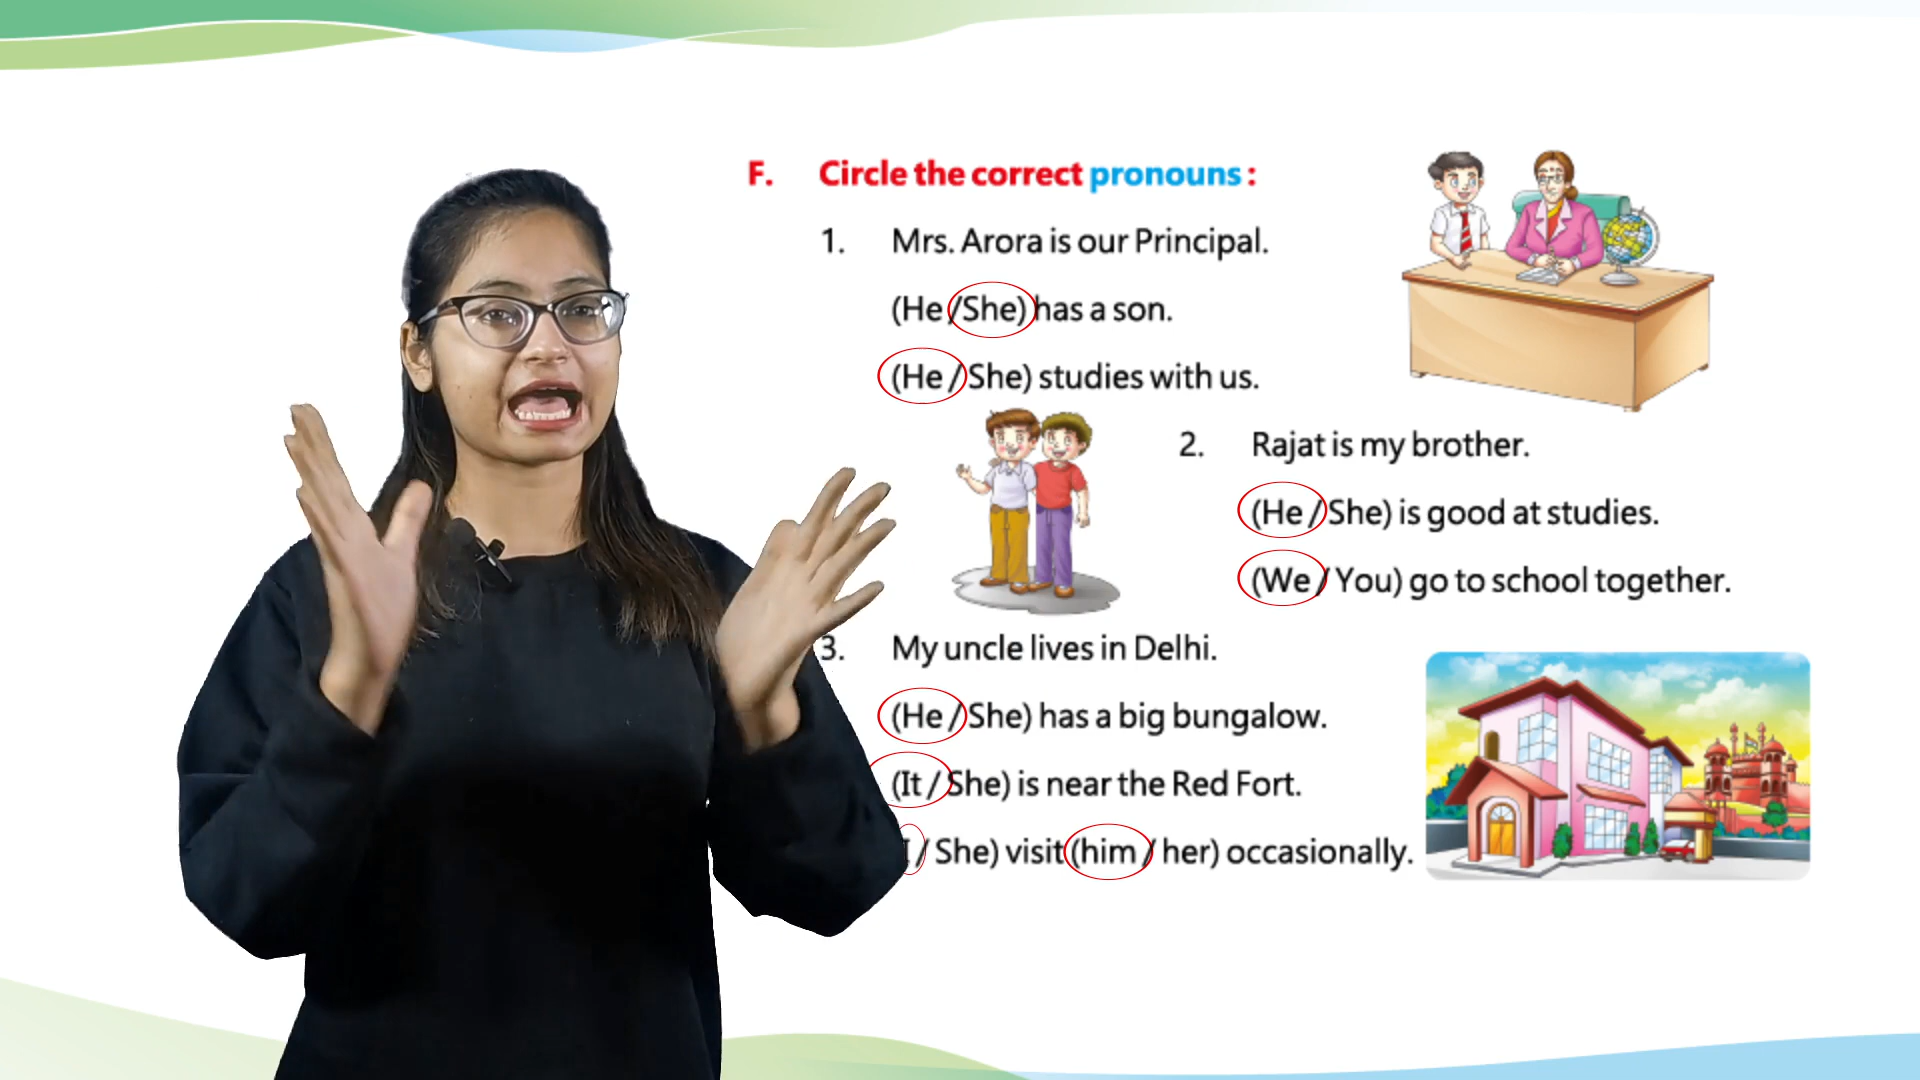 F. Circle the correct pronouns :
1. Mrs. Arora is our Principal.
(He /She) has a son.
(He / She) studies with us.
2. Rajat is my brother.
(He / She) is good at studies.
(We / You) go to school together.
3. My uncle lives in Delhi.
(He / She) has a big bungalow.
(It / She) is near the Red Fort.
I / She) visit (him / her) occasionally.